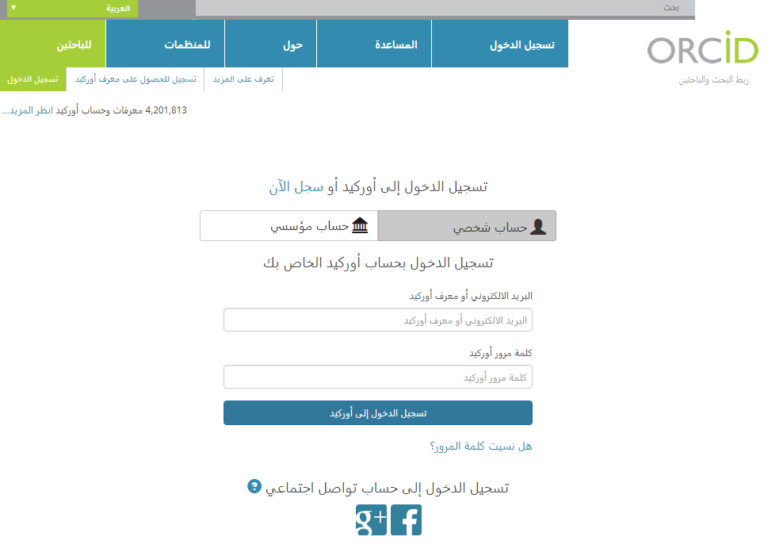 بحث
العربية
ORCID
ربط البحث والباحثين
تسجيل الدخول
المساعدة
حول
للمنظمات
للباحثين
تعرف على المزيد
تسجيل للحصول على معرف أوركيد
تسجيل الدخول
4,201,813 معرفات وحساب أوركيد انظر المزيد...
تسجيل الدخول إلى أوركيد أو سجل الآن
حساب شخصي
حساب مؤسسي
تسجيل الدخول بحساب أوركيد الخاص بك
البريد الالكتروني أو معرف أوركيد
البريد الالكتروني أو معرف أوركيد
كلمة مرور أوركيد
كلمة مرور أوركيد
تسجيل الدخول إلى أوركيد
هل نسيت كلمة المرور؟
تسجيل الدخول إلى حساب تواصل اجتماعي ?
f g+